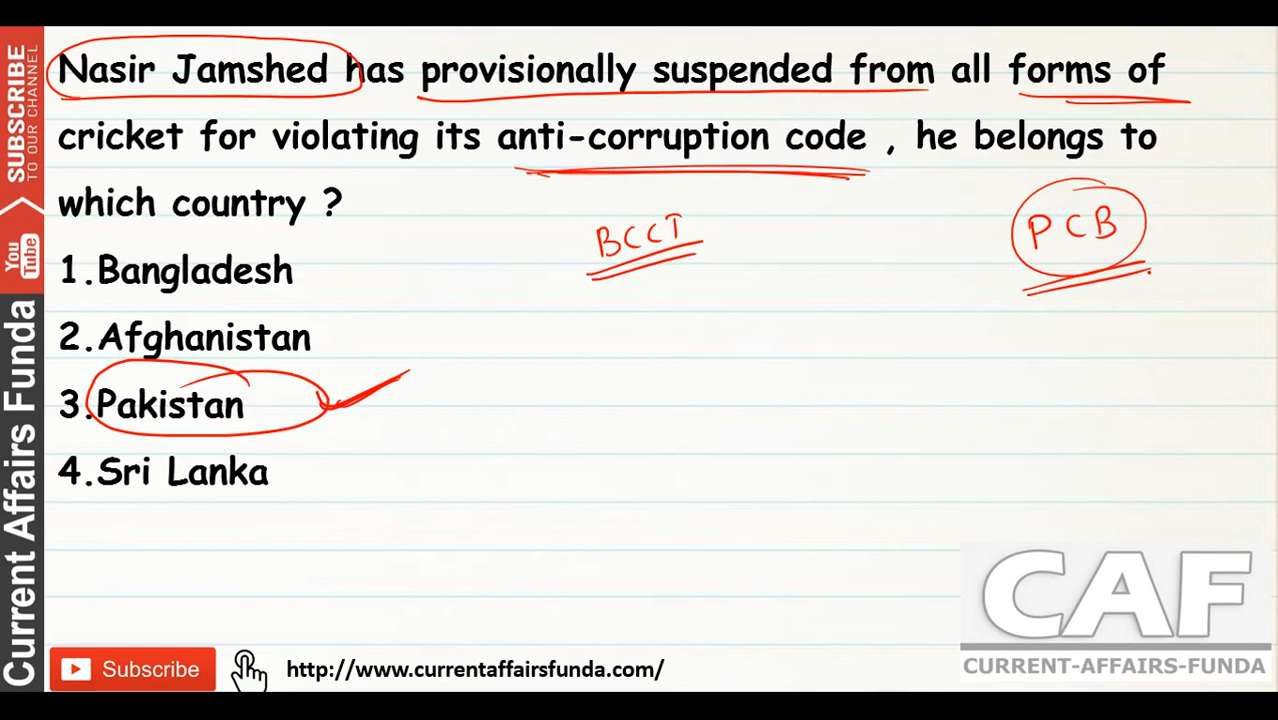 Nasir Jamshed has provisionally suspended from all forms of
cricket for violating its anti-corruption code , he belongs to
which country ?
BCCI
PCB
1.Bangladesh
2.Afghanistan
3.Pakistan
4.Sri Lanka
SUBSCRIBE
TO OUR CHANNEL
You
Tube
Current Affairs Funda
CAF
CURRENT-AFFAIRS-FUNDA
Subscribe
http://www.currentaffairsfunda.com/